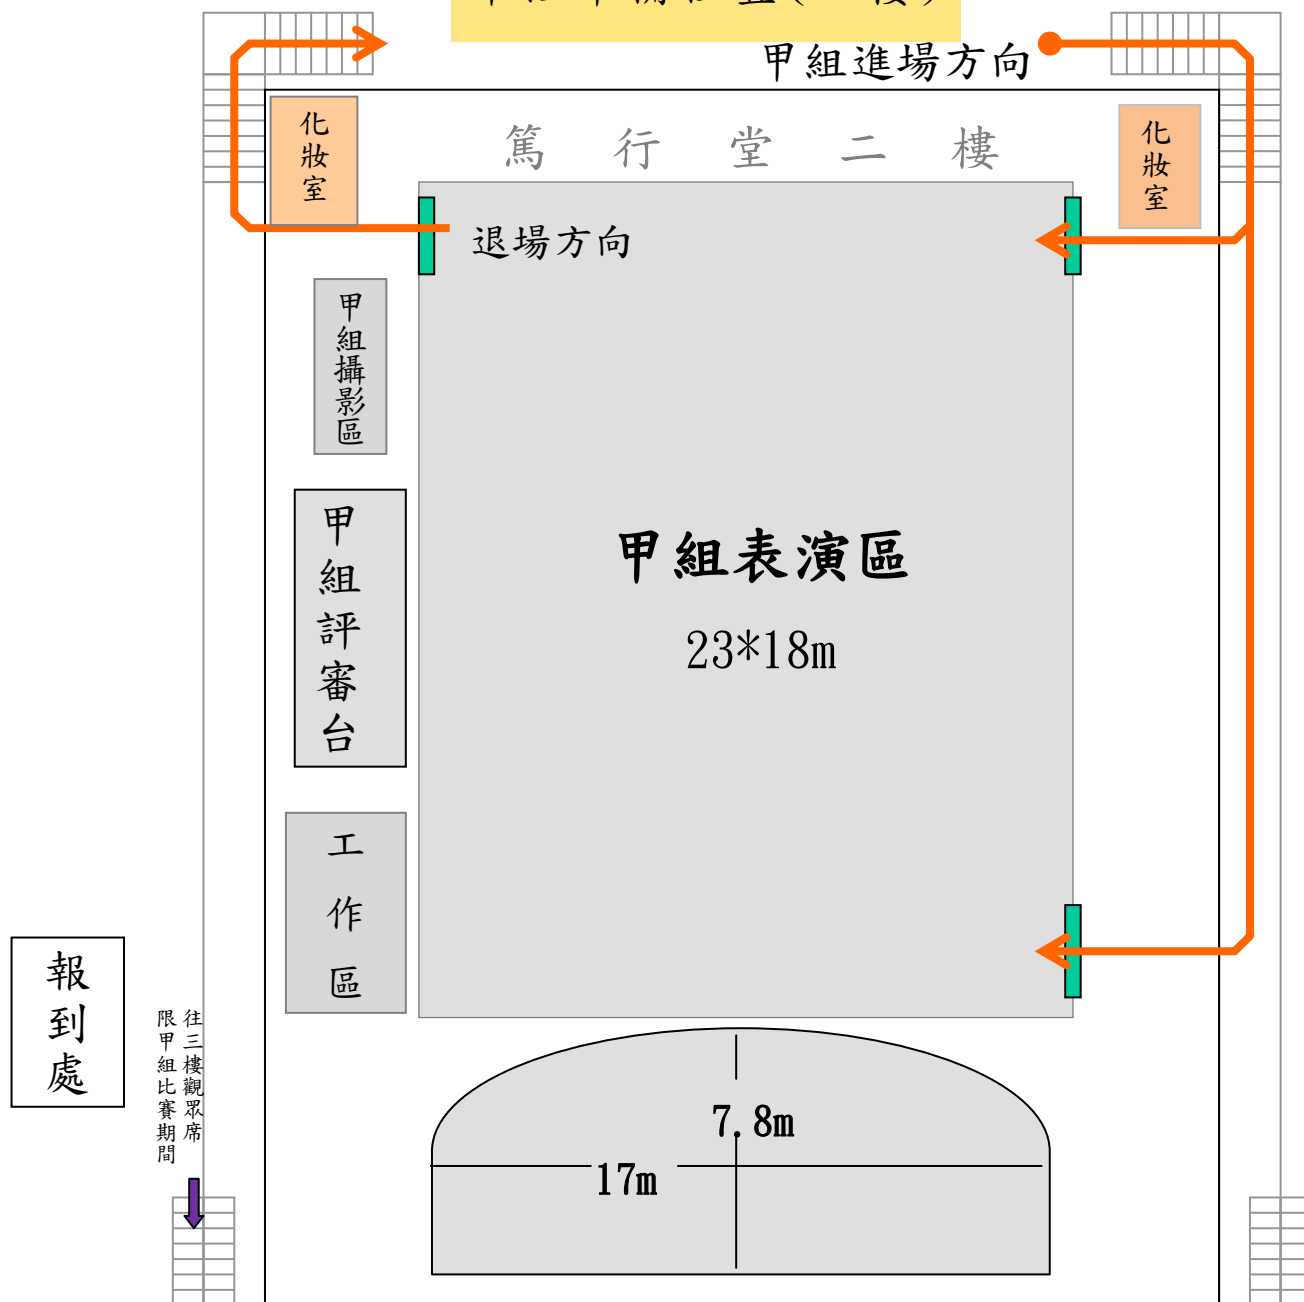 甲組進場方向
篤行堂二樓
化妝室
化妝室
退場方向
甲組攝影區
甲組表演區
23*18m
甲組評審台
工作區
報到處
往三樓觀眾席
限甲組比賽期間
7.8m
17m